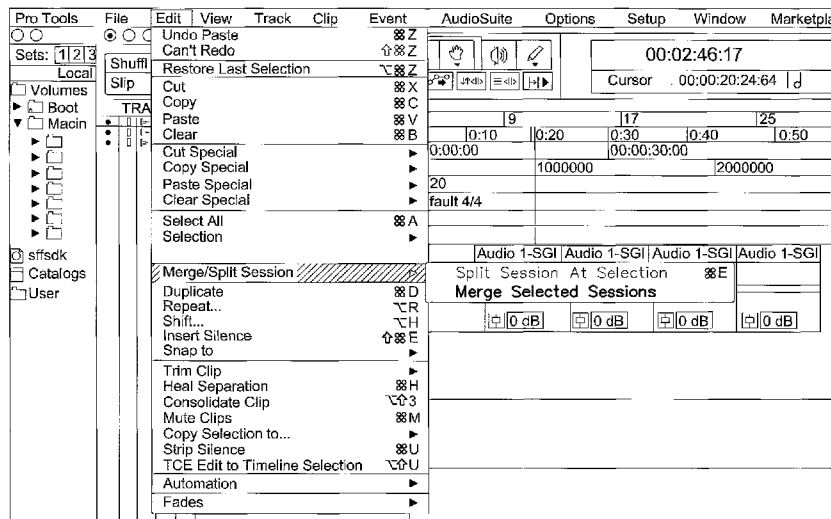 Pro Tools File Edit View Track Clip Event AudioSuite Options Setup Window Marketpla
Sets: 1 2 3
Local
Volumes
Boot
Macin
sffsdk
Catalogs
User
Shuffl
Slip
TRA
Undo Paste ⌘Z
Can't Redo ⇧⌘Z
Restore Last Selection ⌥⌘Z
Cut ⌘X
Copy ⌘C
Paste ⌘V
Clear ⌘B
Cut Special
Copy Special
Paste Special
Clear Special
Select All ⌘A
Selection
Merge/Split Session
Duplicate ⌘D
Repeat... ⌥R
Shift... ⌥H
Insert Silence ⇧⌘E
Snap to
Trim Clip
Heal Separation ⌘H
Consolidate Clip ⌥⇧3
Mute Clips ⌘M
Copy Selection to...
Strip Silence ⌘U
TCE Edit to Timeline Selection ⌥⇧U
Automation
Fades
Split Session At Selection ⌘E
Merge Selected Sessions
00:02:46:17
Cursor 00:00:20:24:64
9 17 25
0:10 0:20 0:30 0:40 0:50
0:00:00 00:00:30:00
1000000 2000000
20
fault 4/4
Audio 1-SGI Audio 1-SGI Audio 1-SGI Audio 1-SGI
0 dB 0 dB 0 dB 0 dB